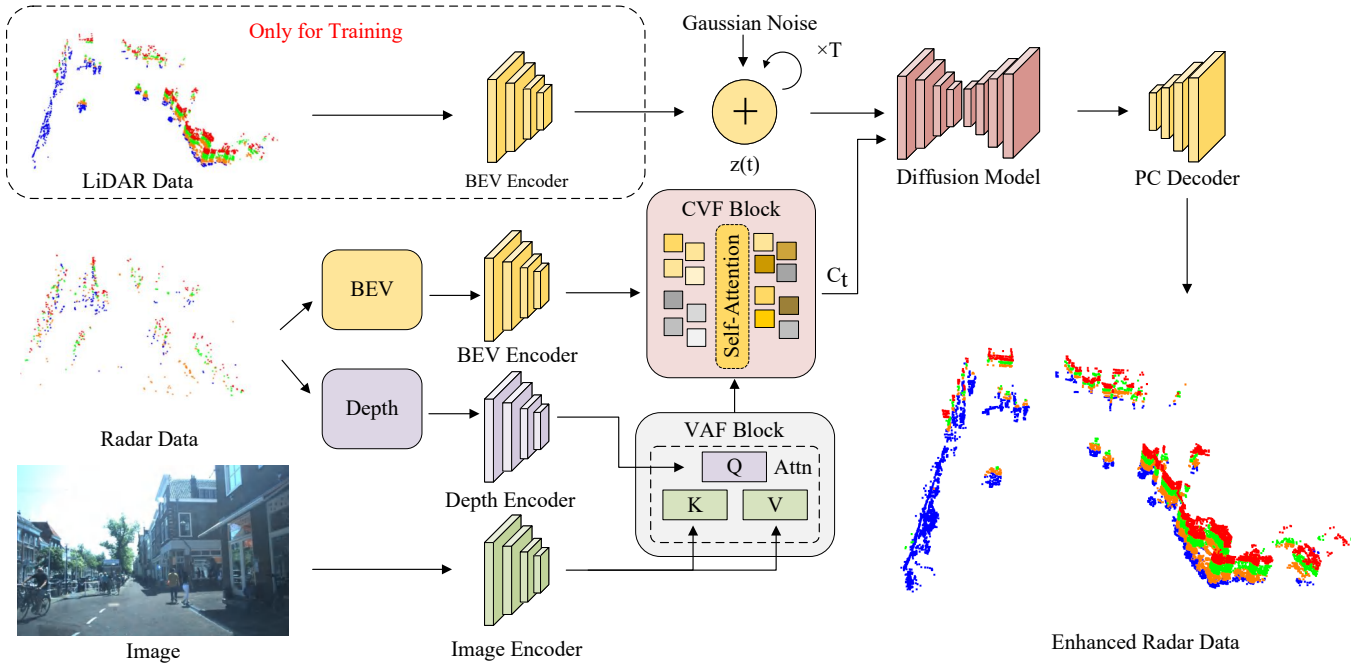 Only for Training
LiDAR Data
BEV Encoder
Gaussian Noise
×T
+
z(t)
Diffusion Model
PC Decoder
Radar Data
BEV
BEV Encoder
Depth
Depth Encoder
CVF Block
Self-Attention
Ct
VAF Block
Q
Attn
K
V
Image
Image Encoder
Enhanced Radar Data